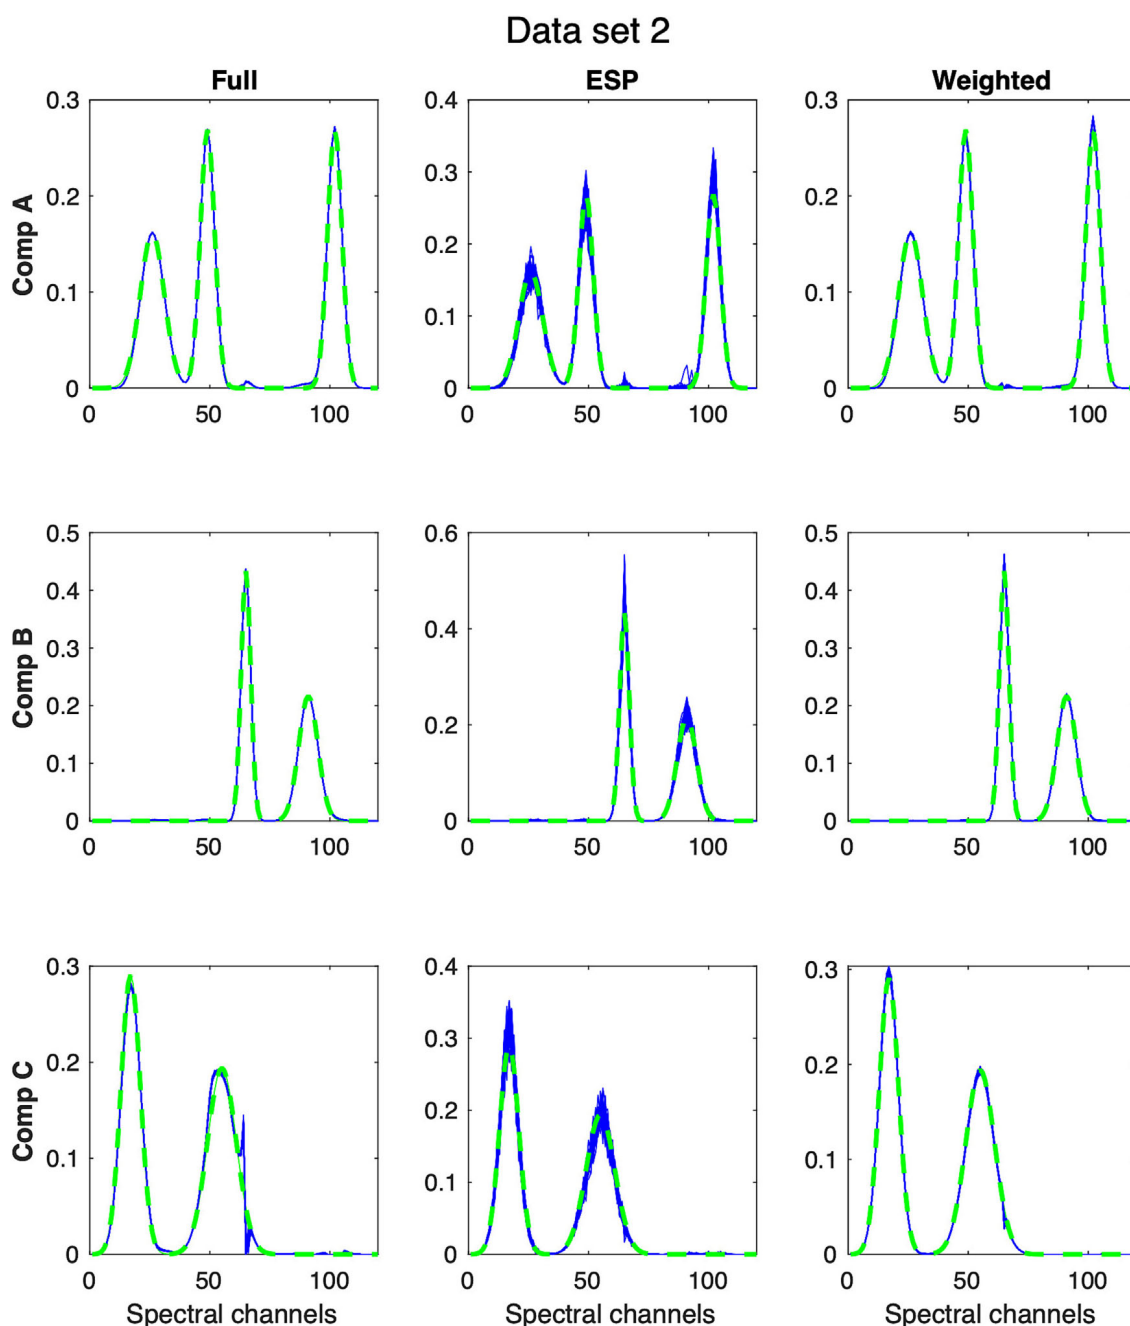 Data set 2
Full ESP Weighted
Comp A
0.3 0.4 0.3
0.2 0.3 0.2
0.1 0.2 0.1
0 0.1 0
0
0 50 100 0 50 100 0 50 100
Comp B
0.5 0.6 0.5
0.4 0.4 0.4
0.3 0.2 0.3
0.2 0 0.2
0.1 0.1
0 0
0 50 100 0 50 100 0 50 100
Comp C
0.3 0.4 0.3
0.2 0.3 0.2
0.1 0.2 0.1
0 0.1 0
0
0 50 100 0 50 100 0 50 100
Spectral channels Spectral channels Spectral channels